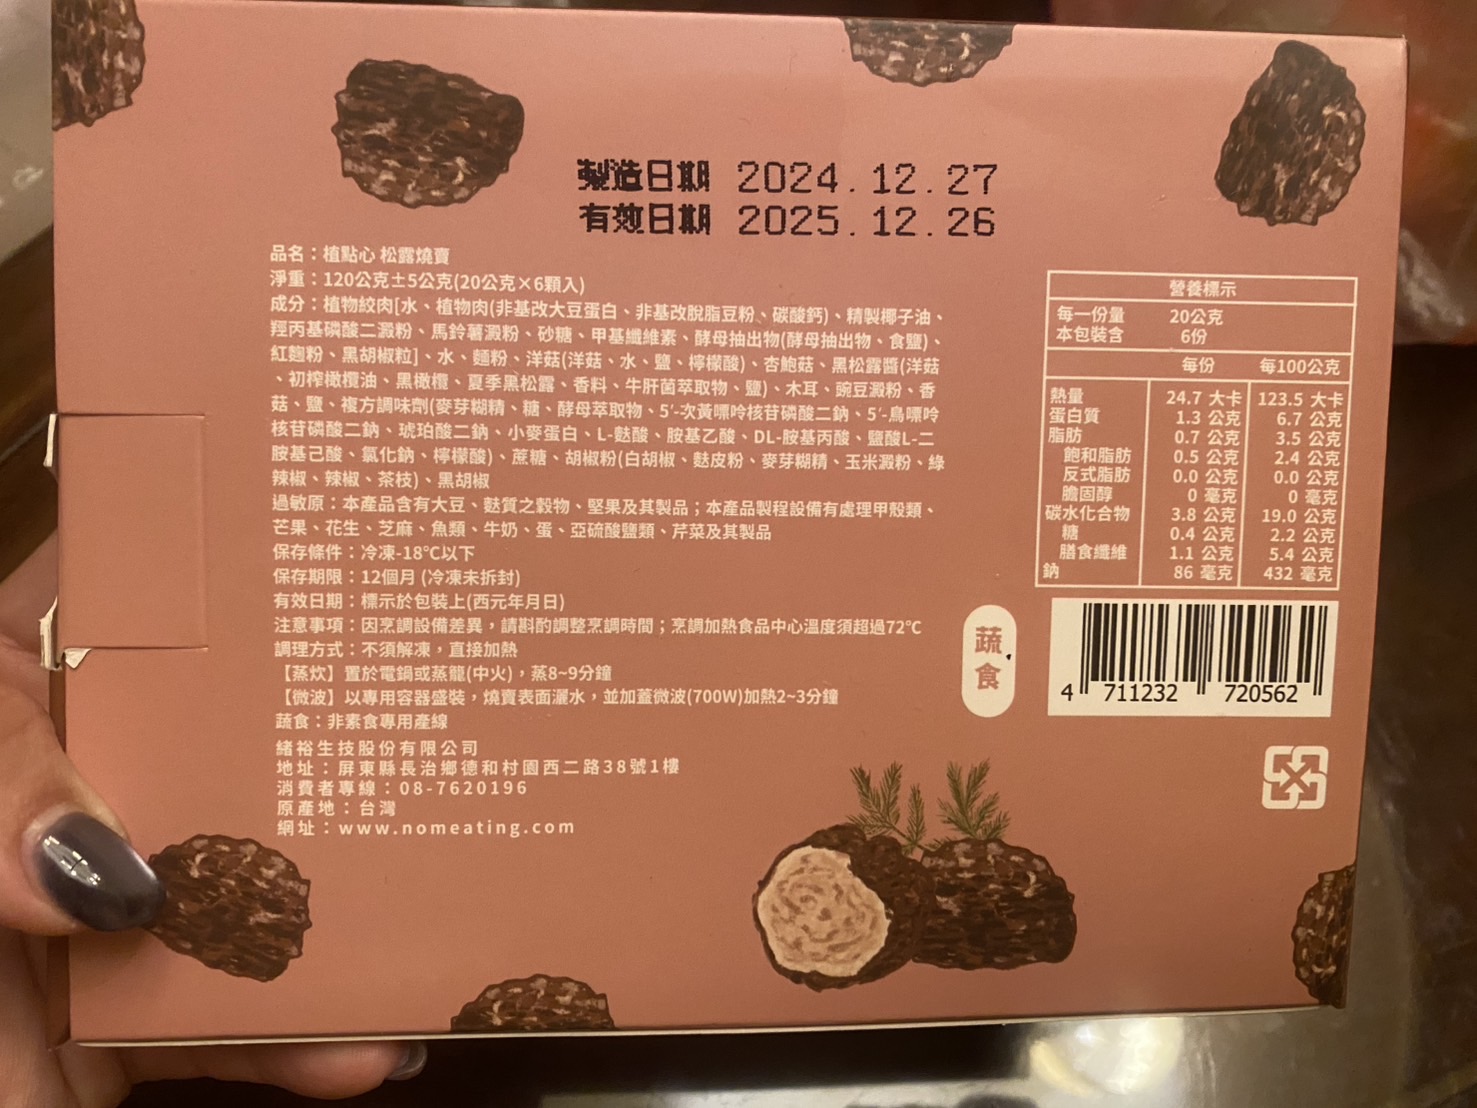 製造日期 2024.12.27
有效日期 2025.12.26
品名：植點心 松露燒賣
淨重：120公克±5公克(20公克×6顆入)
成分：植物絞肉[水、植物肉(非基改大豆蛋白、非基改脫脂豆粉、碳酸鈣)、精製椰子油、
羥丙基磷酸二澱粉、馬鈴薯澱粉、砂糖、甲基纖維素、酵母抽出物(酵母抽出物、食鹽)、
紅麴粉、黑胡椒粒]、水、麵粉、洋菇(洋菇、水、鹽、檸檬酸)、杏鮑菇、黑松露醬(洋菇
、初榨橄欖油、黑橄欖、夏季黑松露、香料、牛肝菌萃取物、鹽)、木耳、豌豆澱粉、香
菇、鹽、複方調味劑(麥芽糊精、糖、酵母萃取物、5'-次黃嘌呤核苷磷酸二鈉、5'-鳥嘌呤
核苷磷酸二鈉、琥珀酸二鈉、小麥蛋白、L-麩酸、胺基乙酸、DL-胺基丙酸、鹽酸L-二
胺基己酸、氯化鈉、檸檬酸)、蔗糖、胡椒粉(白胡椒、麩皮粉、麥芽糊精、玉米澱粉、綠
辣椒、辣椒、茶枝)、黑胡椒
過敏原：本產品含有大豆、麩質之穀物、堅果及其製品；本產品製程設備有處理甲殼類、
芒果、花生、芝麻、魚類、牛奶、蛋、亞硫酸鹽類、芹菜及其製品
保存條件：冷凍-18°C以下
保存期限：12個月 (冷凍未拆封)
有效日期：標示於包裝上(西元年月日)
注意事項：因烹調設備差異，請斟酌調整烹調時間；烹調加熱食品中心溫度須超過72°C
調理方式：不須解凍，直接加熱
【蒸炊】置於電鍋或蒸籠(中火)，蒸8~9分鐘
【微波】以專用容器盛裝，燒賣表面灑水，並加蓋微波(700W)加熱2~3分鐘
蔬食：非素食專用產線
緒裕生技股份有限公司
地址：屏東縣長治鄉德和村園西二路38號1樓
消費者專線：08-7620196
原產地：台灣
網址：www.nomeating.com
營養標示
每一份量 20公克
本包裝含 6份
每份 每100公克
熱量 24.7 大卡 123.5 大卡
蛋白質 1.3 公克 6.7 公克
脂肪 0.7 公克 3.5 公克
飽和脂肪 0.5 公克 2.4 公克
反式脂肪 0.0 公克 0.0 公克
膽固醇 0 毫克 0 毫克
碳水化合物 3.8 公克 19.0 公克
糖 0.4 公克 2.2 公克
膳食纖維 1.1 公克 5.4 公克
鈉 86 毫克 432 毫克
蔬食
4 711232 720562